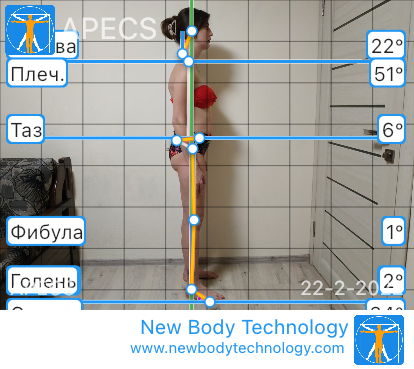 APECS
ва 22°
Плеч. 51°
Таз 6°
Фибула 1°
Голень 2°
22-2-20
New Body Technology
www.newbodytechnology.com